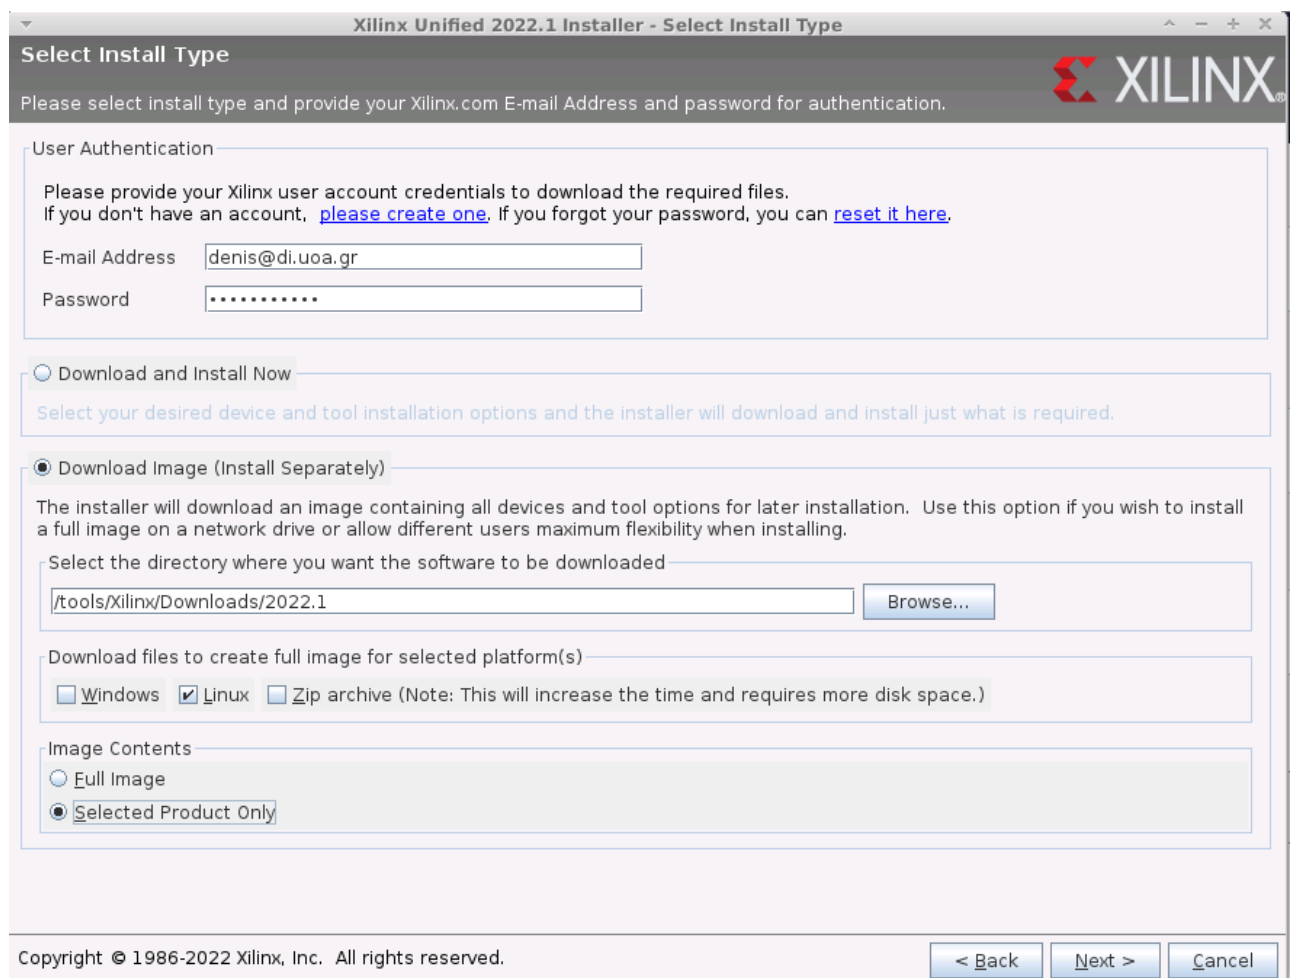 Xilinx Unified 2022.1 Installer - Select Install Type
Select Install Type
XILINX®
Please select install type and provide your Xilinx.com E-mail Address and password for authentication.
User Authentication
Please provide your Xilinx user account credentials to download the required files.
If you don't have an account, please create one. If you forgot your password, you can reset it here.
E-mail Address denis@di.uoa.gr
Password •••••••••••
Download and Install Now
Select your desired device and tool installation options and the installer will download and install just what is required.
Download Image (Install Separately)
The installer will download an image containing all devices and tool options for later installation. Use this option if you wish to install
a full image on a network drive or allow different users maximum flexibility when installing.
Select the directory where you want the software to be downloaded
/tools/Xilinx/Downloads/2022.1 Browse...
Download files to create full image for selected platform(s)
Windows Linux Zip archive (Note: This will increase the time and requires more disk space.)
Image Contents
Full Image
Selected Product Only
Copyright © 1986-2022 Xilinx, Inc. All rights reserved.
< Back Next > Cancel